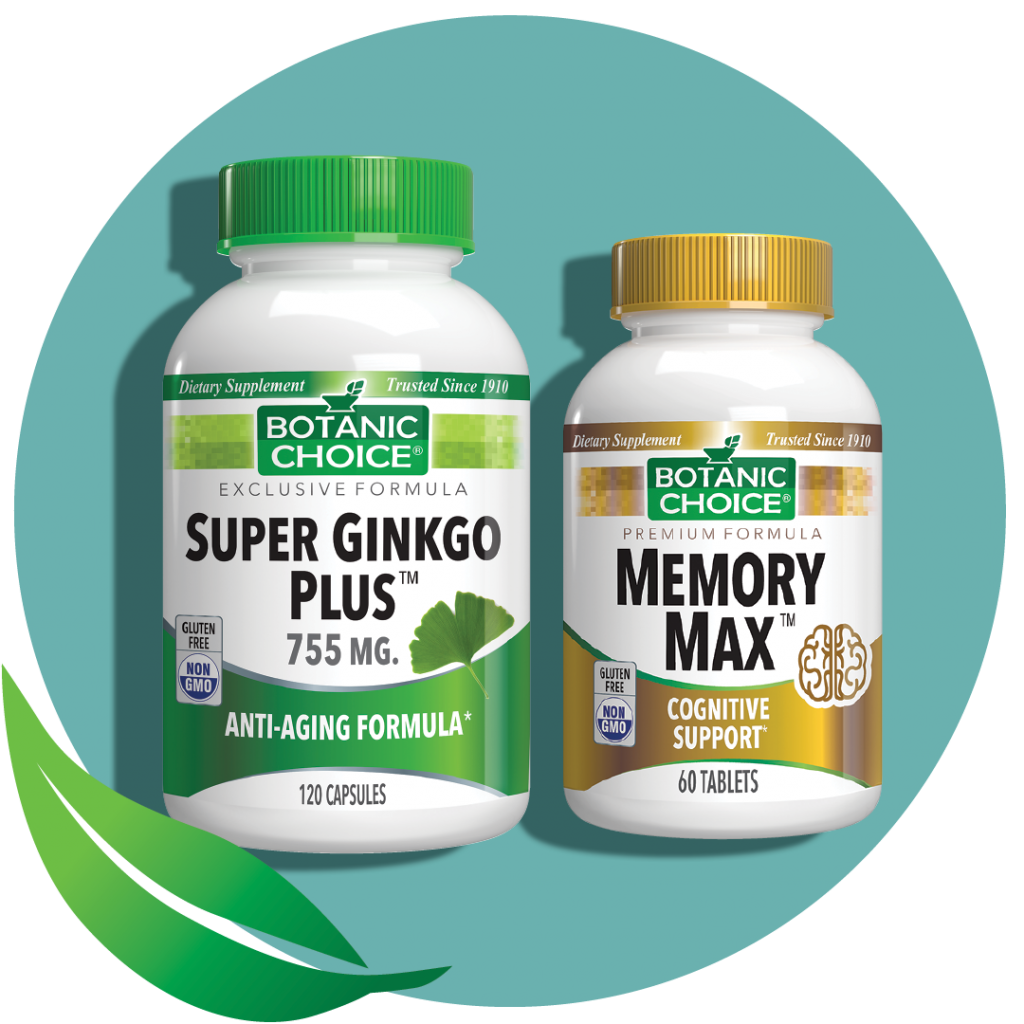 Dietary Supplement Trusted Since 1910
BOTANIC
CHOICE®
EXCLUSIVE FORMULA
SUPER GINKGO
PLUS™
755 MG.
GLUTEN
FREE
NON
GMO
ANTI-AGING FORMULA*
120 CAPSULES
Dietary Supplement Trusted Since 1910
BOTANIC
CHOICE®
PREMIUM FORMULA
MEMORY
MAX™
GLUTEN
FREE
NON
GMO
COGNITIVE
SUPPORT*
60 TABLETS